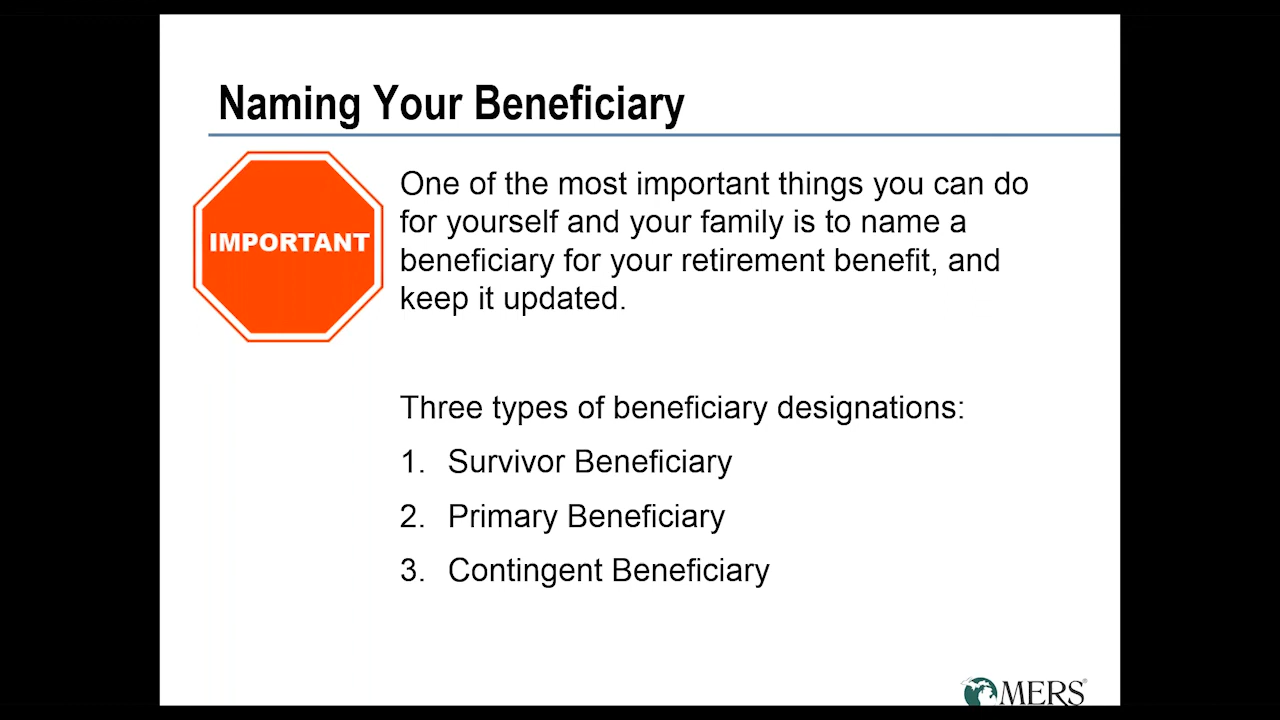 Naming Your Beneficiary
IMPORTANT
One of the most important things you can do
for yourself and your family is to name a
beneficiary for your retirement benefit, and
keep it updated.
Three types of beneficiary designations:
1. Survivor Beneficiary
2. Primary Beneficiary
3. Contingent Beneficiary
MERS®